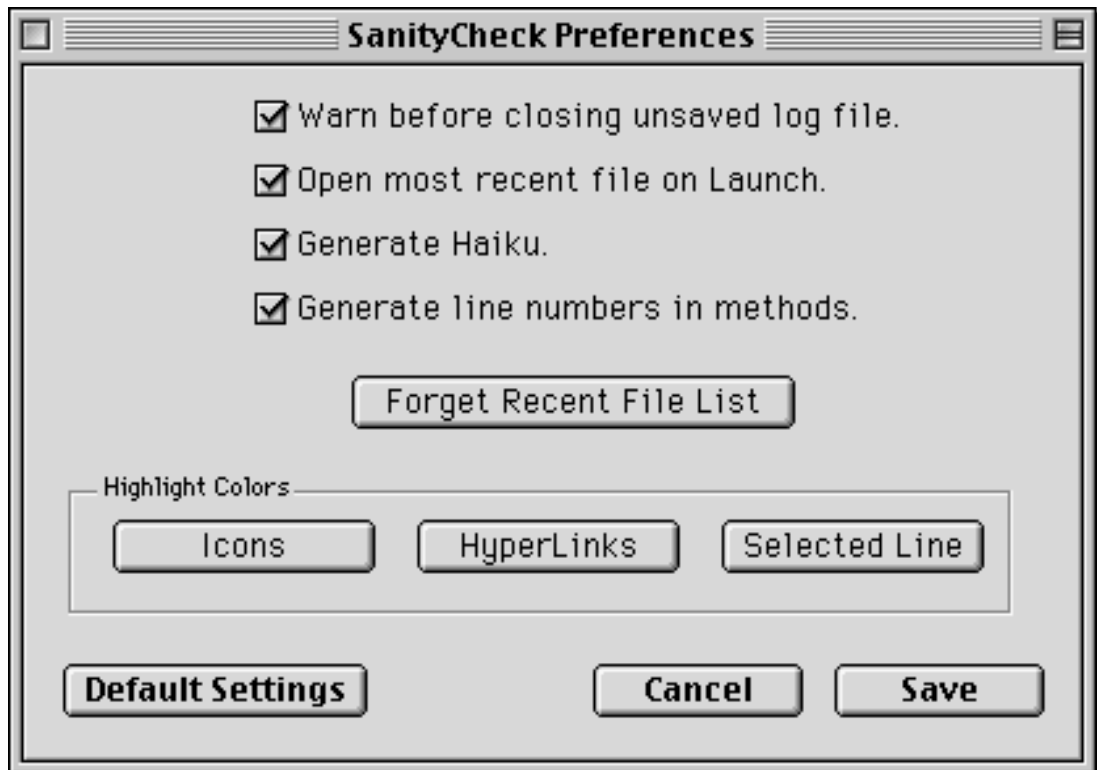 SanityCheck Preferences
Warn before closing unsaved log file.
Open most recent file on Launch.
Generate Haiku.
Generate line numbers in methods.
Forget Recent File List
Highlight Colors
Icons HyperLinks Selected Line
Default Settings Cancel Save